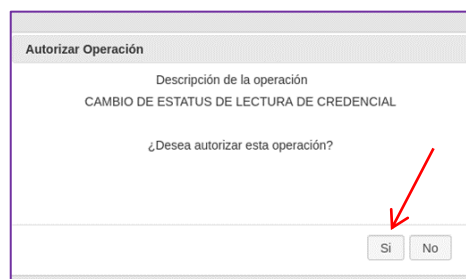 Autorizar Operación
Descripción de la operación
CAMBIO DE ESTATUS DE LECTURA DE CREDENCIAL
¿Desea autorizar esta operación?
Si No